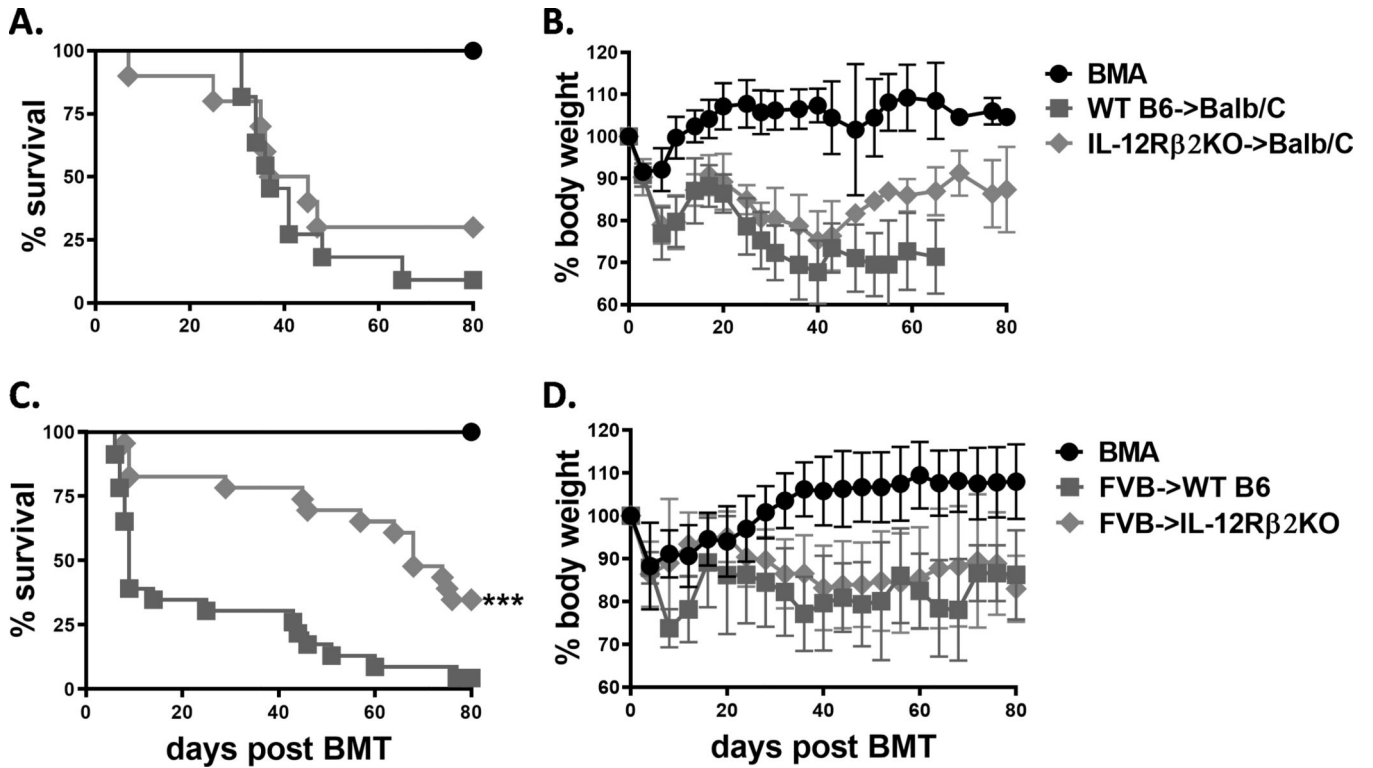 A.
% survival
100
75
50
25
0
0 20 40 60 80
B.
% body weight
120
110
100
90
80
70
60
0 20 40 60 80
BMA
WT B6->Balb/C
IL-12Rβ2KO->Balb/C
C.
% survival
100
75
50
25
0
***
0 20 40 60 80
days post BMT
D.
% body weight
120
110
100
90
80
70
60
0 20 40 60 80
days post BMT
BMA
FVB->WT B6
FVB->IL-12Rβ2KO